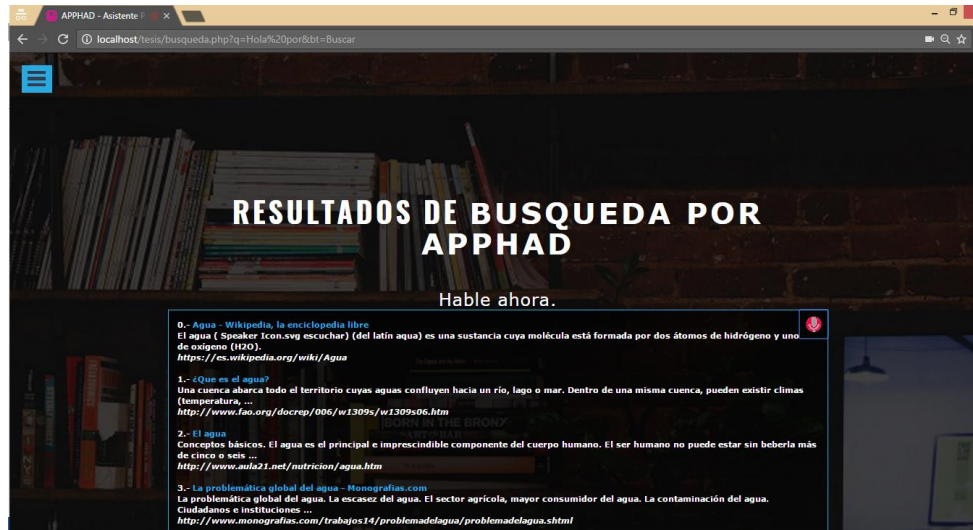 APPHAD - Asistente P
localhost/tesis/busqueda.php?q=Hola%20por&bt=Buscar
RESULTADOS DE BUSQUEDA POR
APPHAD
Hable ahora.
0.- Agua - Wikipedia, la enciclopedia libre
El agua ( Speaker Icon.svg escuchar) (del latín aqua) es una sustancia cuya molécula está formada por dos átomos de hidrógeno y uno
de oxígeno (H2O).
https://es.wikipedia.org/wiki/Agua
1.- ¿Que es el agua?
Una cuenca abarca todo el territorio cuyas aguas confluyen hacia un río, lago o mar. Dentro de una misma cuenca, pueden existir climas
(temperatura, ...
http://www.fao.org/docrep/006/w1309s/w1309s06.htm
BORN IN THE BRONX
2.- El agua
Conceptos básicos. El agua es el principal e imprescindible componente del cuerpo humano. El ser humano no puede estar sin beberla más
de cinco o seis ...
http://www.aula21.net/nutricion/agua.htm
3.- La problemática global del agua - Monografias.com
La problemática global del agua. La escasez del agua. El sector agrícola, mayor consumidor del agua. La contaminación del agua.
Ciudadanos e instituciones ...
http://www.monografias.com/trabajos14/problemadelagua/problemadelagua.shtml